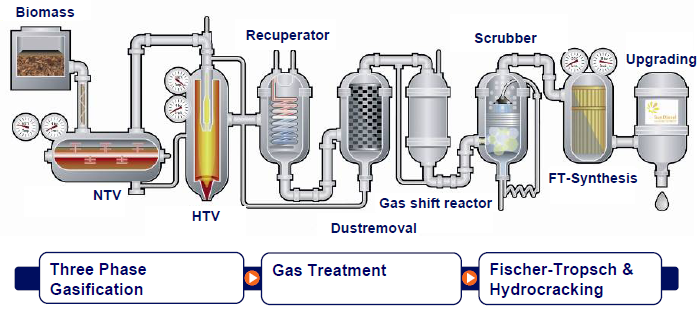 Biomass
Recuperator
Scrubber
Upgrading
NTV
HTV
Dustremoval
Gas shift reactor
FT-Synthesis
Three Phase
Gasification
Gas Treatment
Fischer-Tropsch &
Hydrocracking